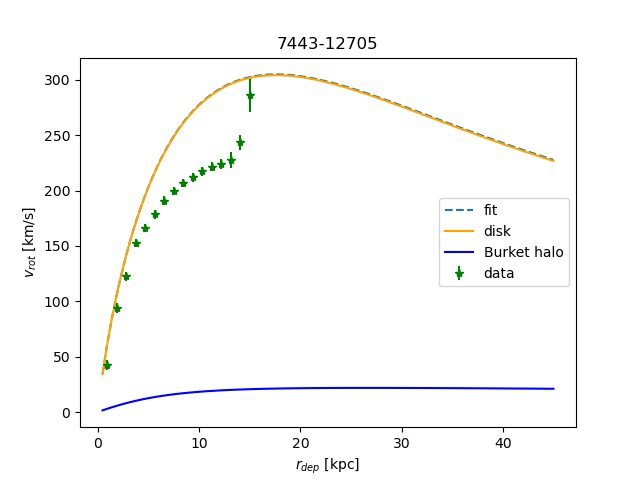 7443-12705
300
250
200
150
100
50
0
v_rot [km/s]
fit
disk
Burket halo
data
0 10 20 30 40
r_dep [kpc]